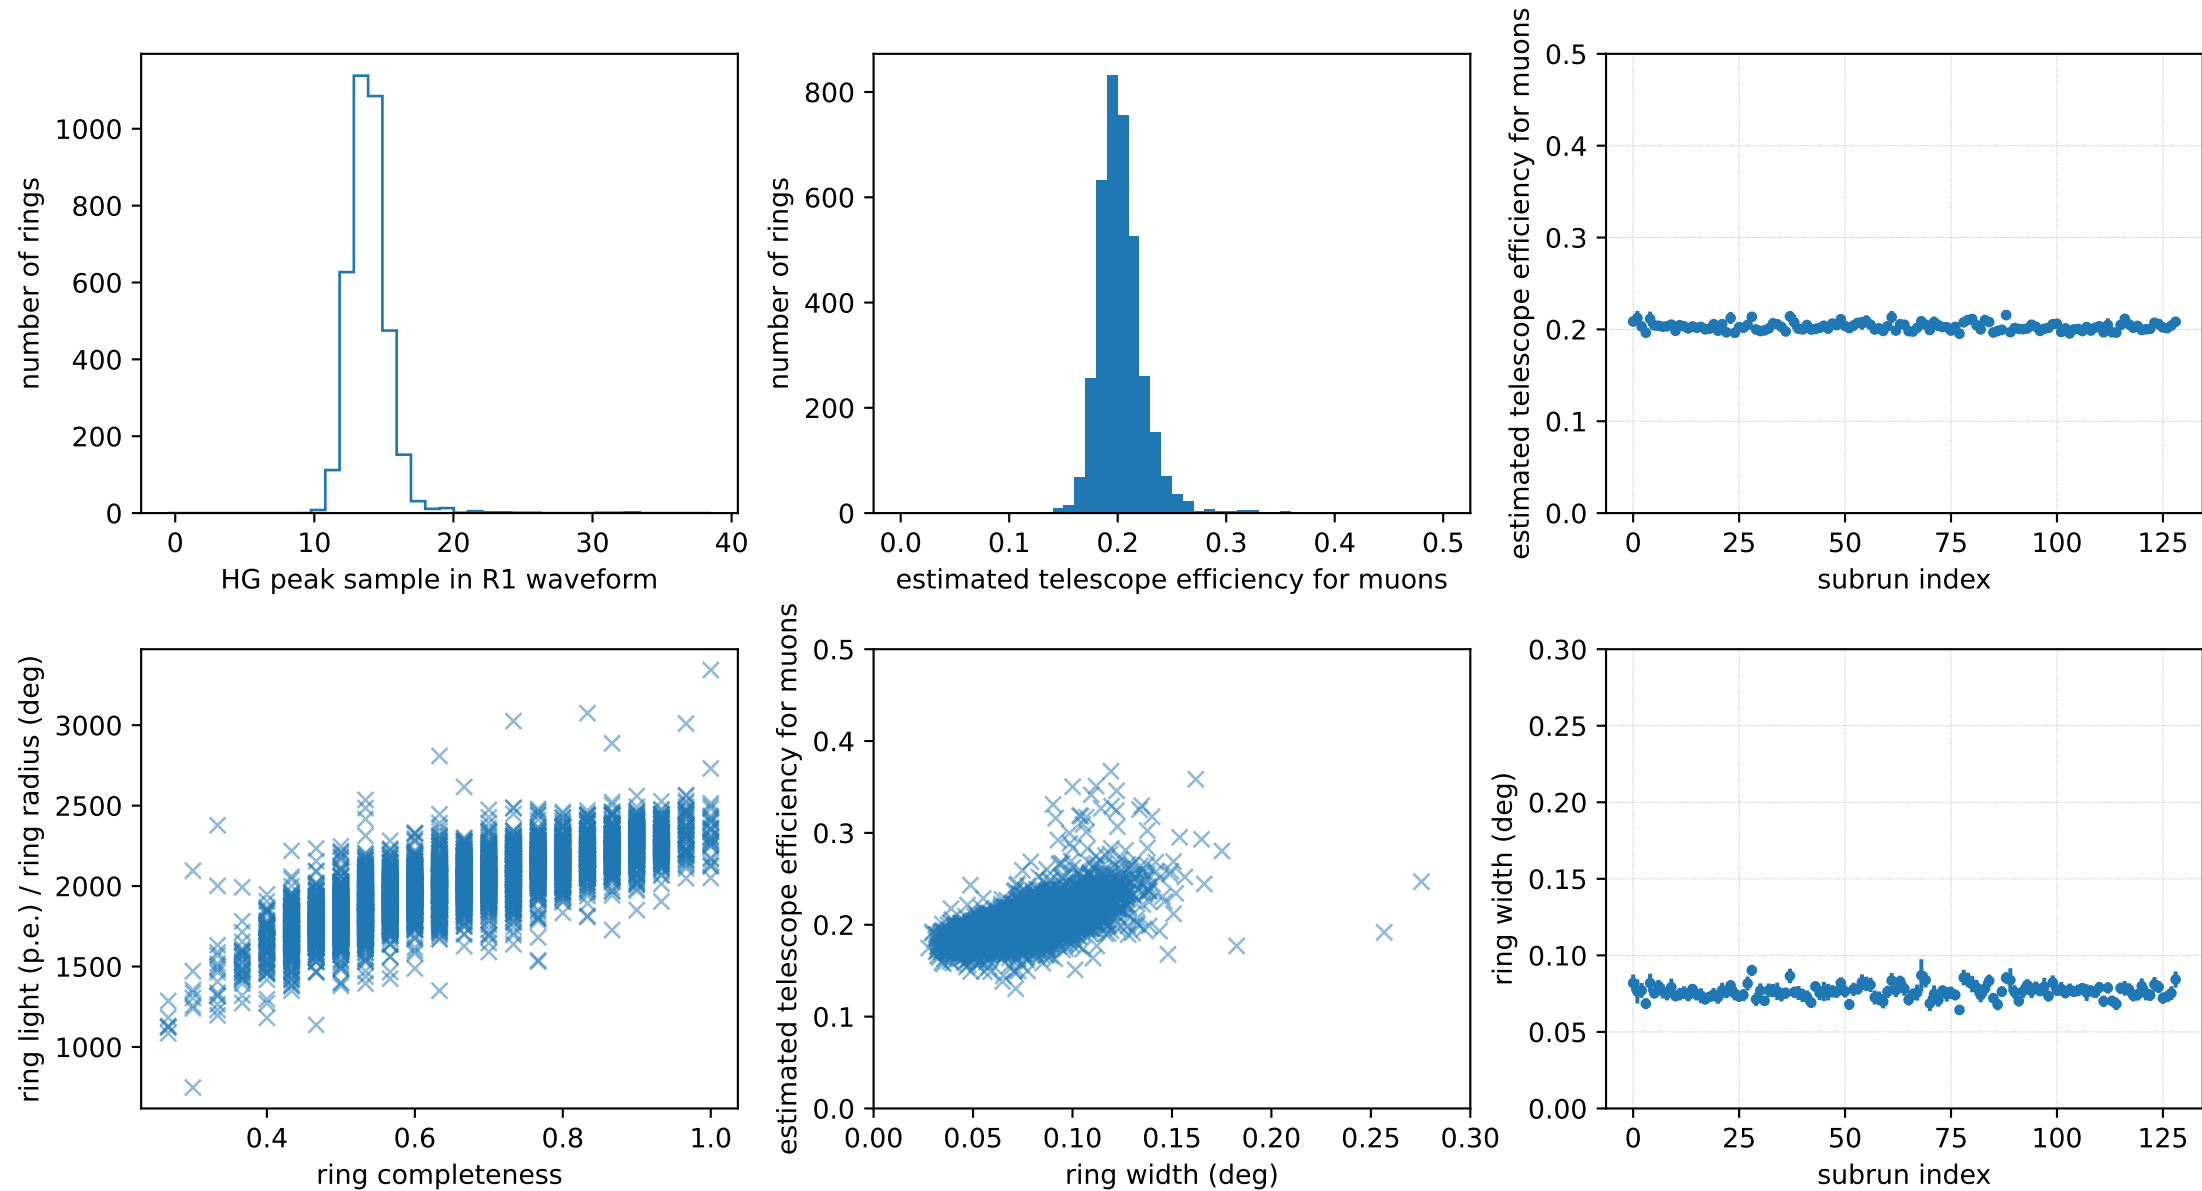 number of rings
1000
800
600
400
200
0
0 10 20 30 40
HG peak sample in R1 waveform
number of rings
800
600
400
200
0
0.0 0.1 0.2 0.3 0.4 0.5
estimated telescope efficiency for muons
estimated telescope efficiency for muons
0.5
0.4
0.3
0.2
0.1
0.0
0 25 50 75 100 125
subrun index
ring light (p.e.) / ring radius (deg)
3000
2500
2000
1500
1000
0.4 0.6 0.8 1.0
ring completeness
estimated telescope efficiency for muons
0.5
0.4
0.3
0.2
0.1
0.0
0.00 0.05 0.10 0.15 0.20 0.25 0.30
ring width (deg)
ring width (deg)
0.30
0.25
0.20
0.15
0.10
0.05
0.00
0 25 50 75 100 125
subrun index